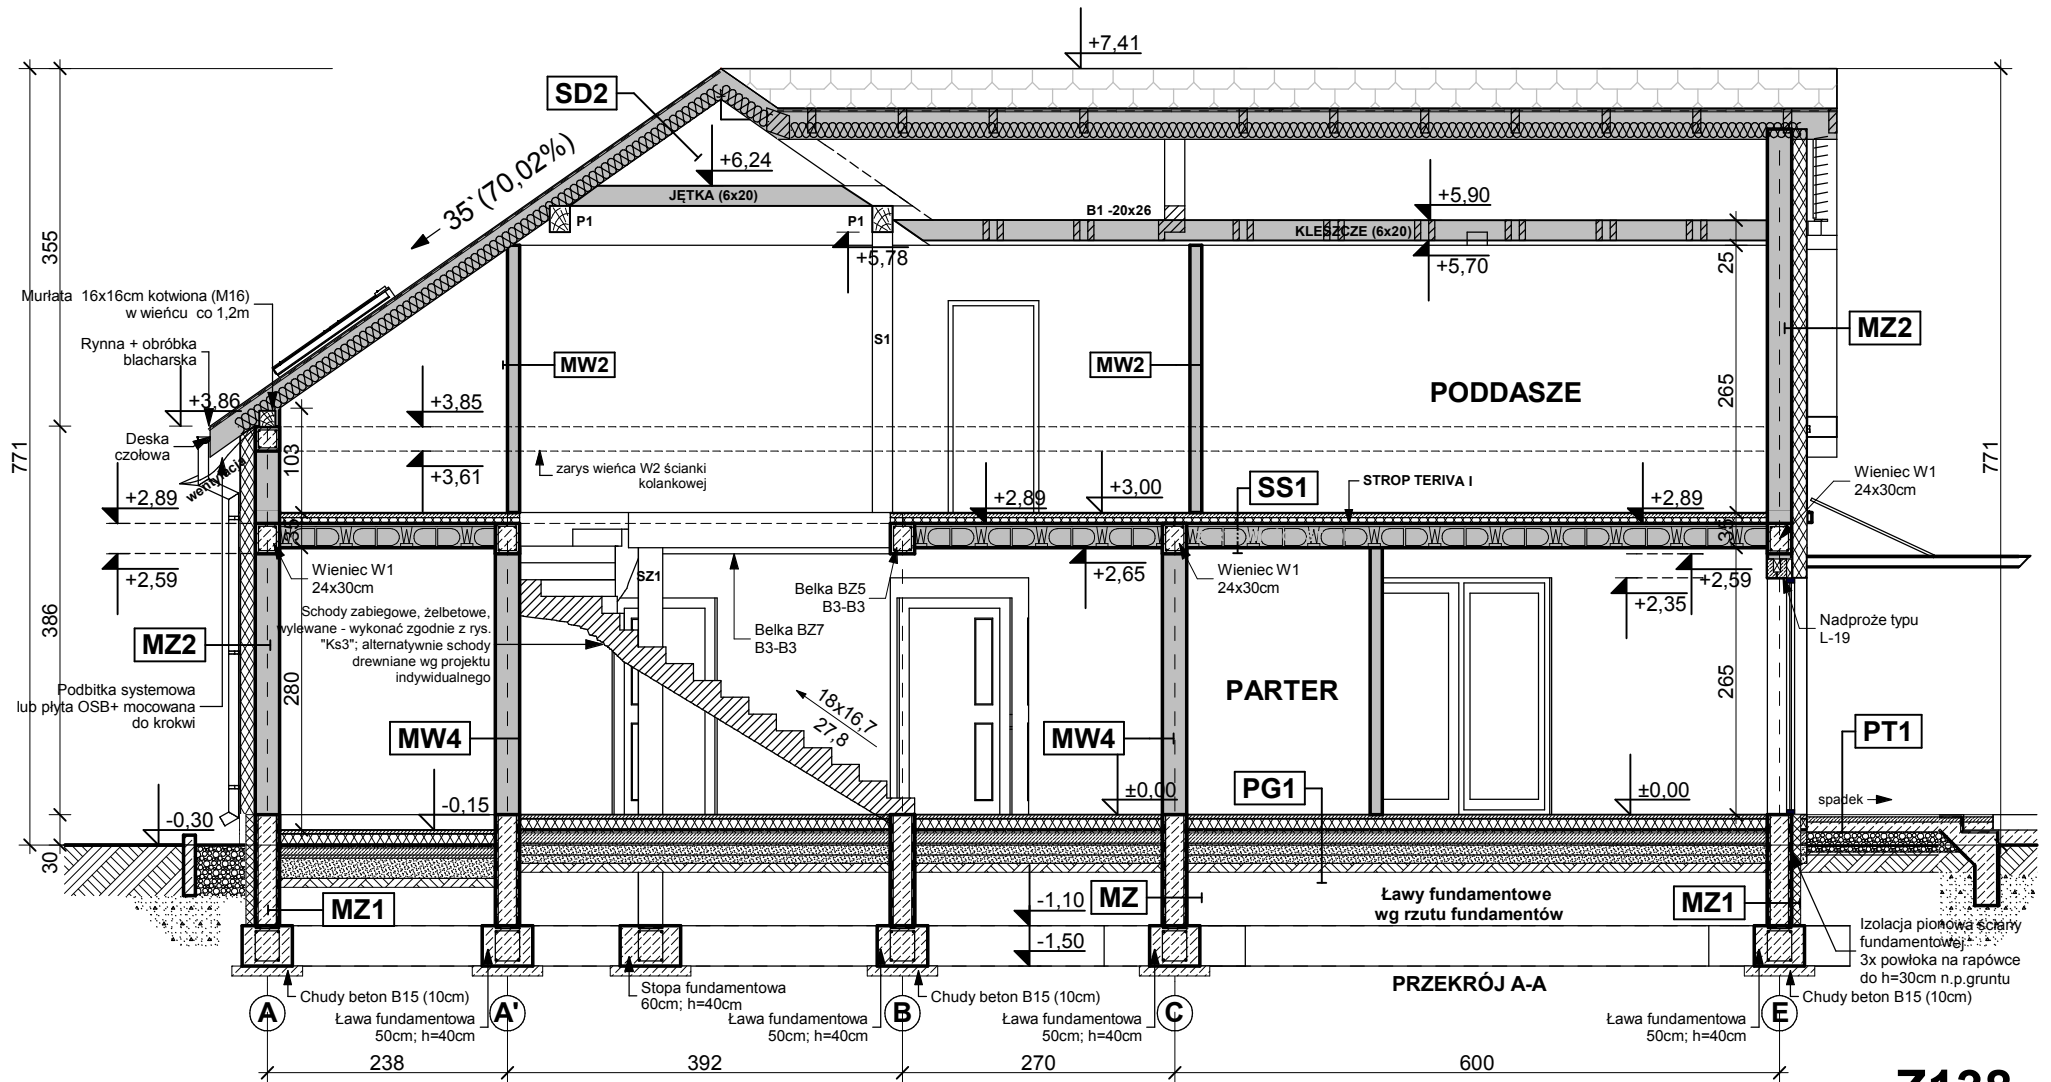 +7,41
SD2
35`(70,02%)
+6,24
JĘTKA (6x20)
+5,90
B1 -20x26
P1
P1
KLESZCZE (6x20)
+5,78
+5,70
25
355
771
Murłata 16x16cm kotwiona (M16)
w wieńcu co 1,2m
Rynna + obróbka
blacharska
S1
MW2
MW2
MZ2
PODDASZE
265
+3,86
+3,85
Deska
czołowa
103
wentylacja
+3,61
zarys wieńca W2 ścianki
kolankowej
771
+2,89
+2,89
+3,00
SS1
STROP TERIVA I
+2,89
Wieniec W1
24x30cm
35
35
+2,59
Wieniec W1
24x30cm
SZ1
+2,65
Wieniec W1
24x30cm
+2,59
+2,35
Belka BZ5
B3-B3
Schody zabiegowe, żelbetowe,
wylewane - wykonać zgodnie z rys.
"Ks3"; alternatywnie schody
drewniane wg projektu
indywidualnego
Belka BZ7
B3-B3
Nadproże typu
L-19
386
MZ2
280
Podbitka systemowa
lub płyta OSB+ mocowana
do krokwi
18x16,7
27,8
PARTER
265
MW4
MW4
PT1
PG1
-0,15
±0,00
±0,00
spadek
-0,30
30
MZ1
-1,10
MZ
Ławy fundamentowe
wg rzutu fundamentów
MZ1
-1,50
Izolacja pionowa ściany
fundamentowej
3x powłoka na rapówce
do h=30cm n.p.gruntu
PRZEKRÓJ A-A
Chudy beton B15 (10cm)
Stopa fundamentowa
60cm; h=40cm
Chudy beton B15 (10cm)
Chudy beton B15 (10cm)
A
A'
B
C
E
Ława fundamentowa
50cm; h=40cm
Ława fundamentowa
50cm; h=40cm
Ława fundamentowa
50cm; h=40cm
Ława fundamentowa
50cm; h=40cm
238
392
270
600